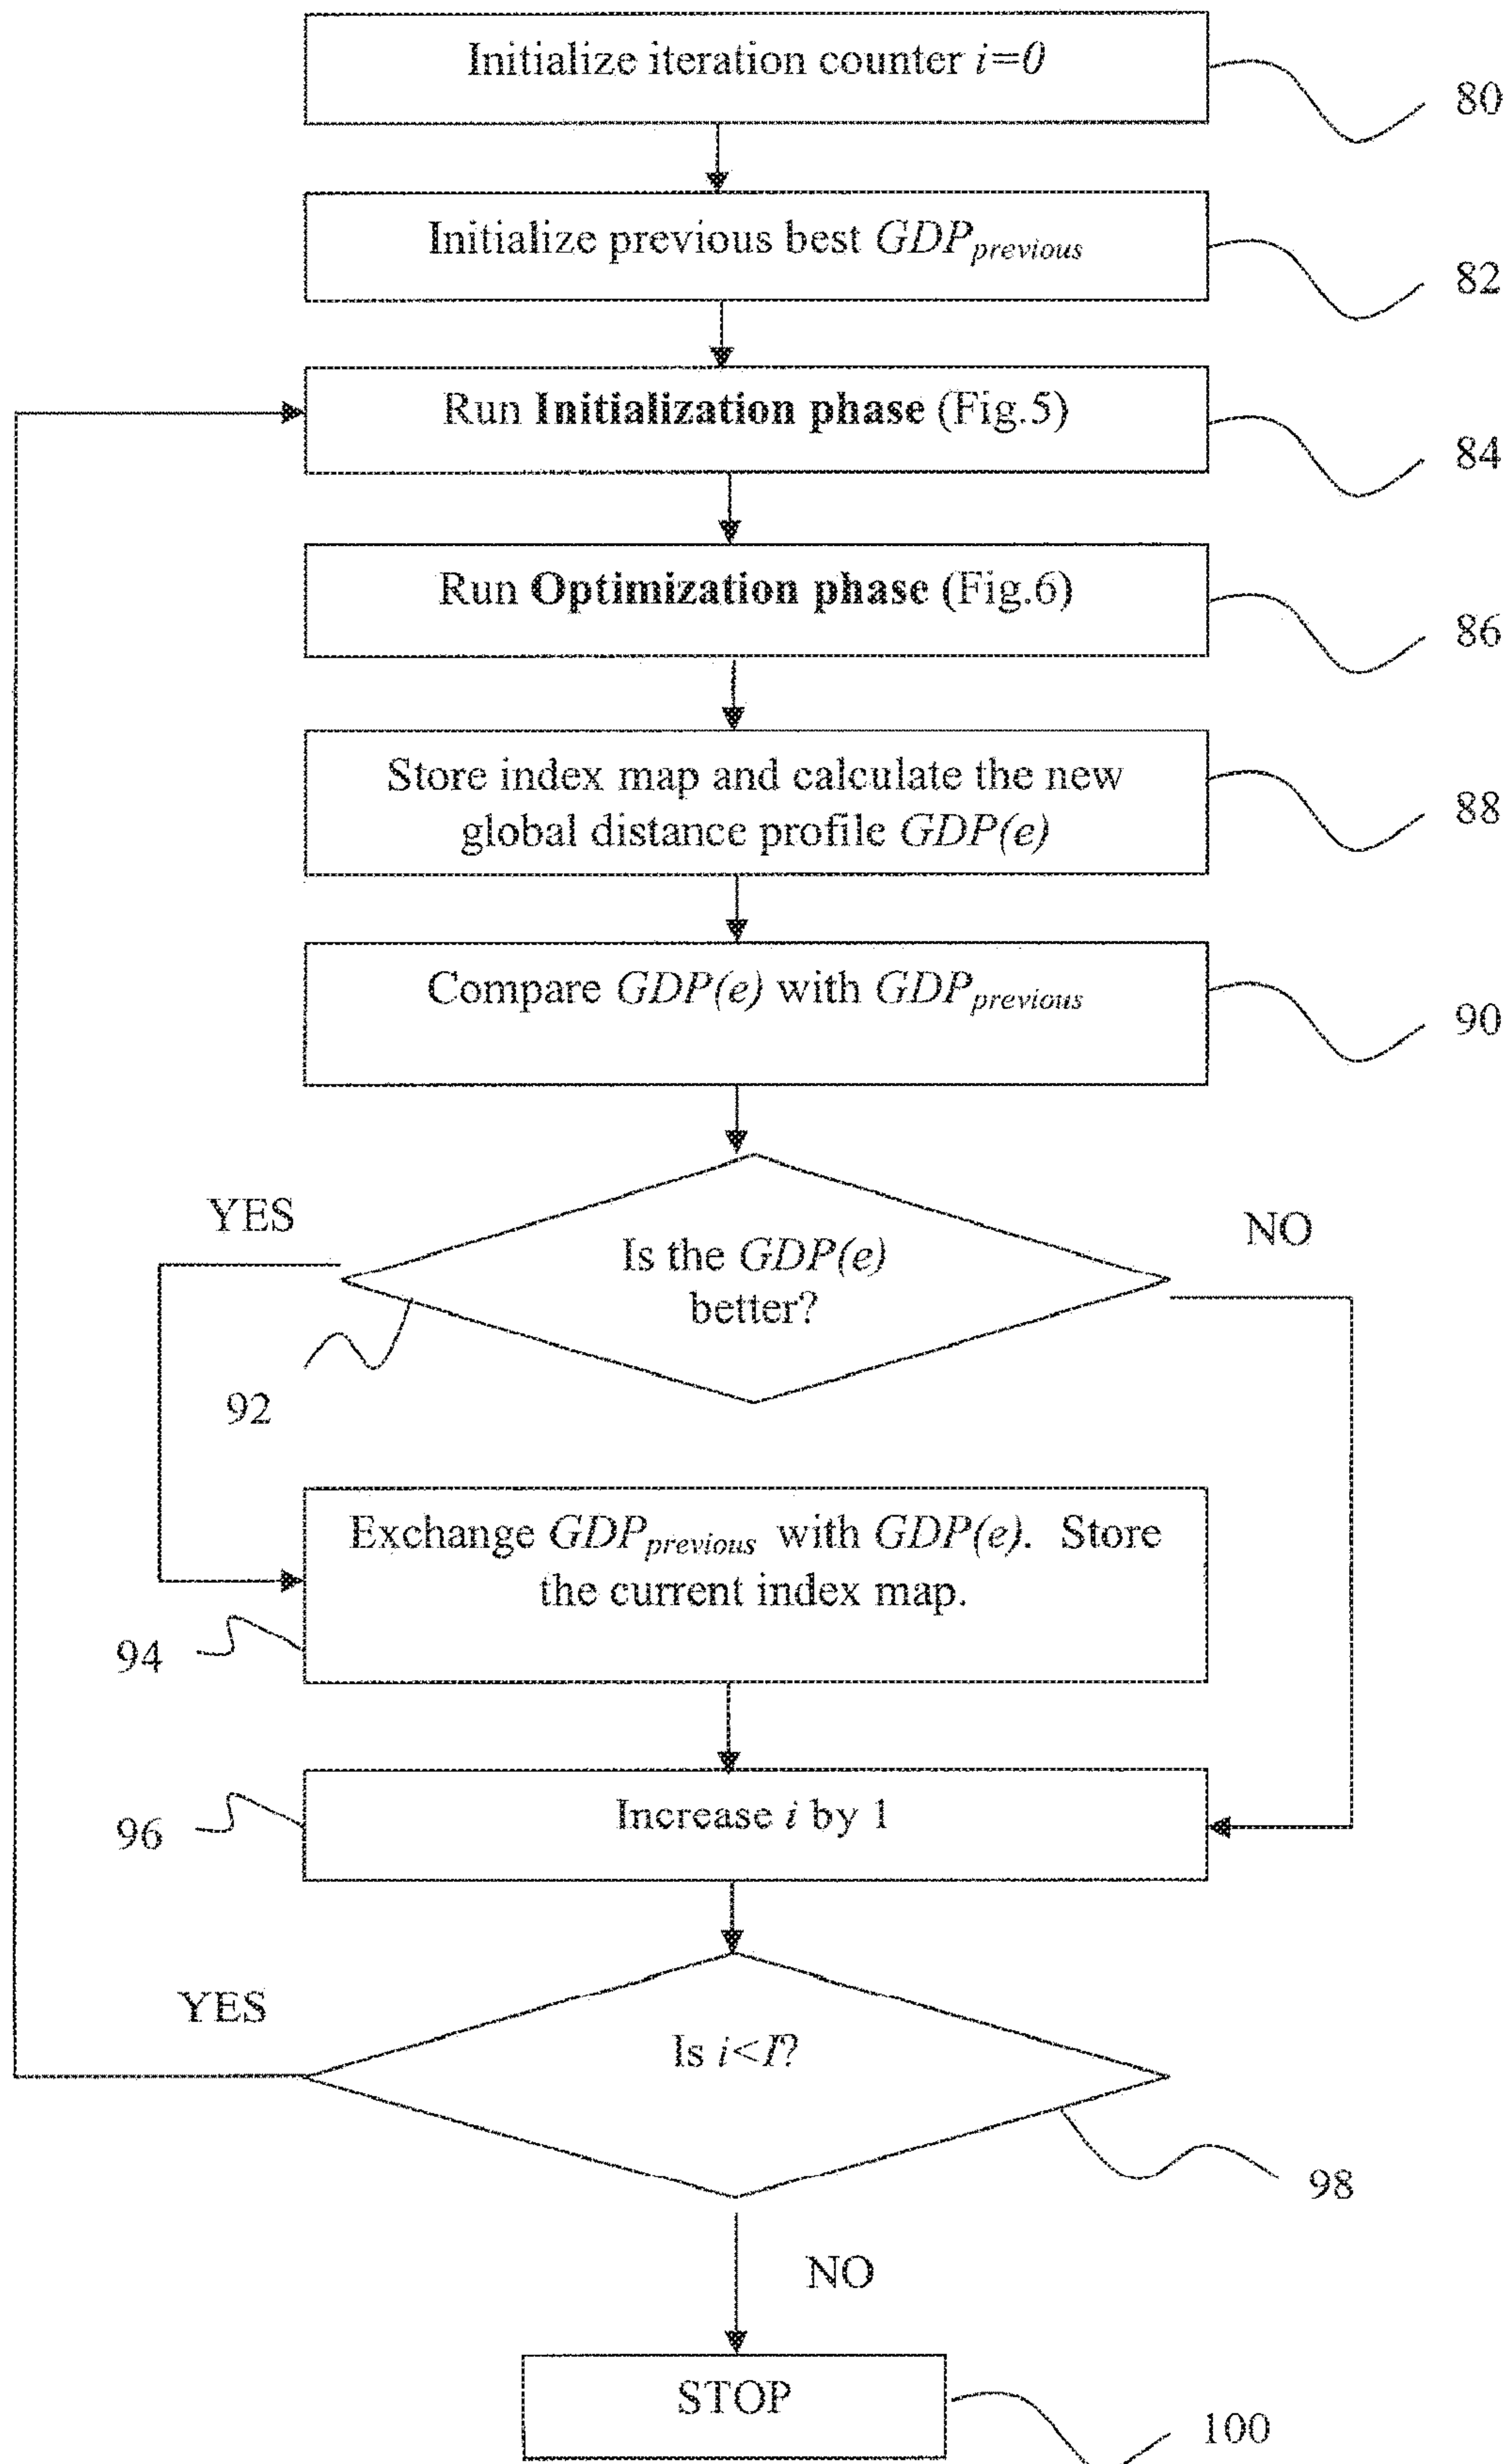 Initialize iteration counter i=0
80
Initialize previous best GDPprevious
82
Run Initialization phase (Fig.5)
84
Run Optimization phase (Fig.6)
86
Store index map and calculate the new
global distance profile GDP(e)
88
Compare GDP(e) with GDPprevious
90
YES
NO
Is the GDP(e)
better?
92
Exchange GDPprevious with GDP(e). Store
the current index map.
94
Increase i by 1
96
YES
Is i<I?
98
NO
STOP
100